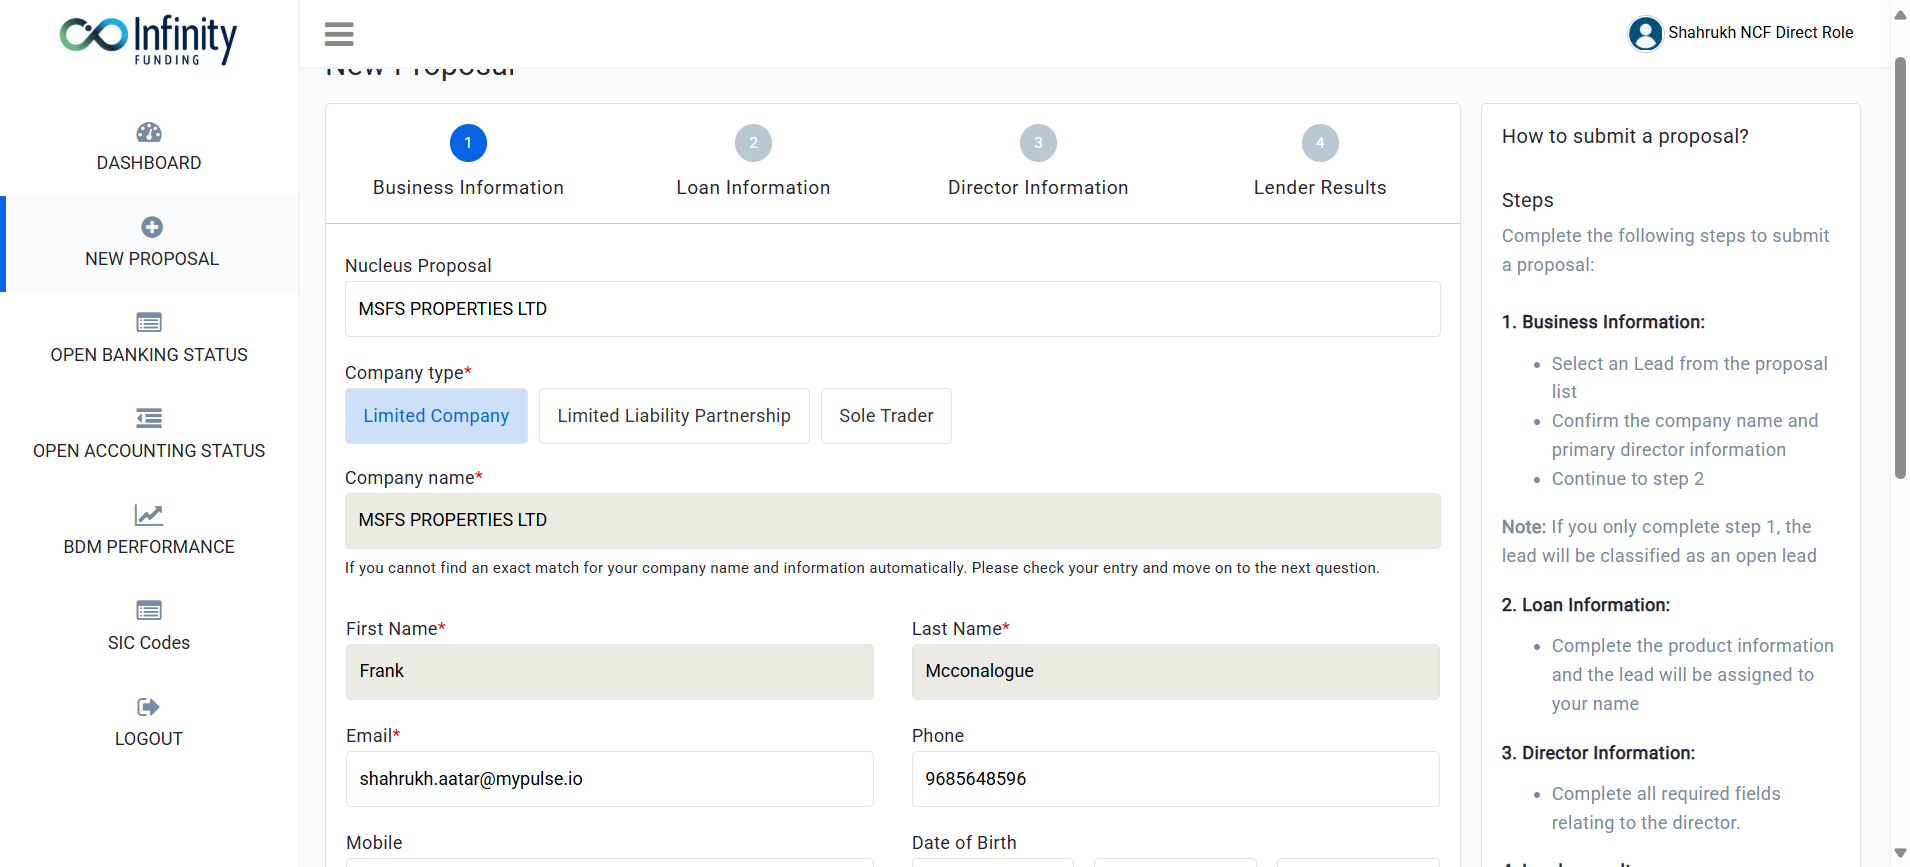 Infinity
FUNDING
Shahrukh NCF Direct Role
New Proposal
DASHBOARD
NEW PROPOSAL
OPEN BANKING STATUS
OPEN ACCOUNTING STATUS
BDM PERFORMANCE
SIC Codes
LOGOUT
1
2
3
4
Business Information
Loan Information
Director Information
Lender Results
Nucleus Proposal
MSFS PROPERTIES LTD
Company type*
Limited Company
Limited Liability Partnership
Sole Trader
Company name*
MSFS PROPERTIES LTD
If you cannot find an exact match for your company name and information automatically. Please check your entry and move on to the next question.
First Name*
Last Name*
Frank
Mcconalogue
Email*
Phone
shahrukh.aatar@mypulse.io
9685648596
Mobile
Date of Birth
How to submit a proposal?
Steps
Complete the following steps to submit
a proposal:
1. Business Information:
• Select an Lead from the proposal
list
• Confirm the company name and
primary director information
• Continue to step 2
Note: If you only complete step 1, the
lead will be classified as an open lead
2. Loan Information:
• Complete the product information
and the lead will be assigned to
your name
3. Director Information:
• Complete all required fields
relating to the director.